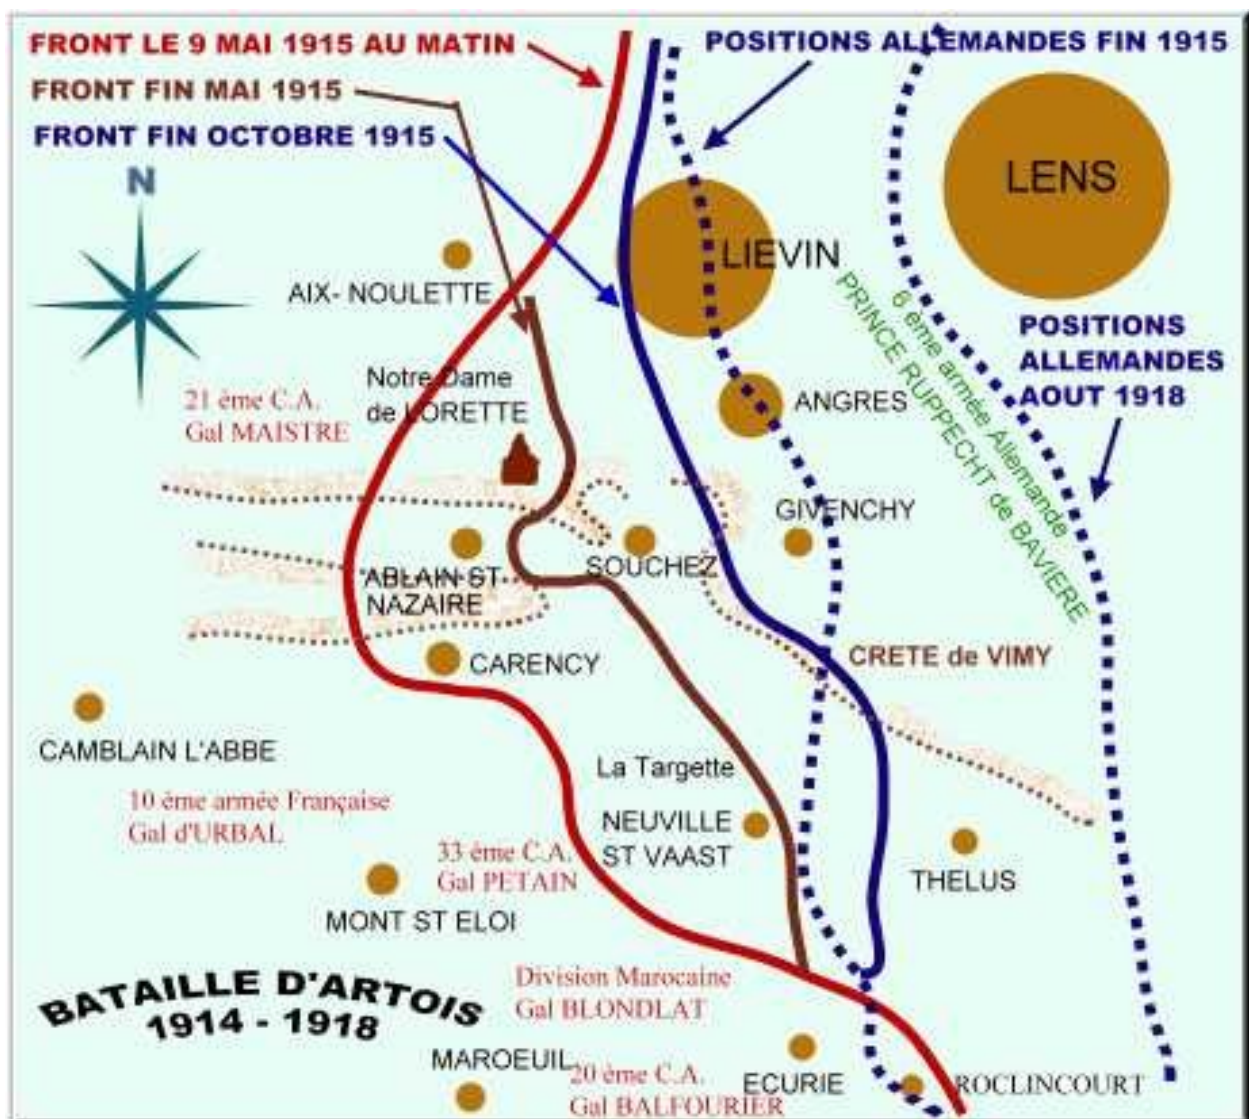 FRONT LE 9 MAI 1915 AU MATIN
POSITIONS ALLEMANDES FIN 1915
FRONT FIN MAI 1915
FRONT FIN OCTOBRE 1915
N
LENS
LIEVIN
AIX- NOULETTE
6 ème armée Allemande
PRINCE RUPPECHT de BAVIERE
POSITIONS
ALLEMANDES
AOUT 1918
Notre Dame
de LORETTE
21 ème C.A.
Gal MAISTRE
ANGRES
GIVENCHY
SOUCHEZ
ABLAIN ST
NAZAIRE
CARENCY
CRETE de VIMY
CAMBLAIN L'ABBE
La Targette
10 ème armée Française
Gal d'URBAL
NEUVILLE
ST VAAST
33 ème C.A.
Gal PETAIN
THELUS
MONT ST ELOI
BATAILLE D'ARTOIS
1914 - 1918
Division Marocaine
Gal BLONDLAT
MAROEUIL
20 ème C.A.
Gal BALFOURIER
ECURIE
ROCLINCOURT